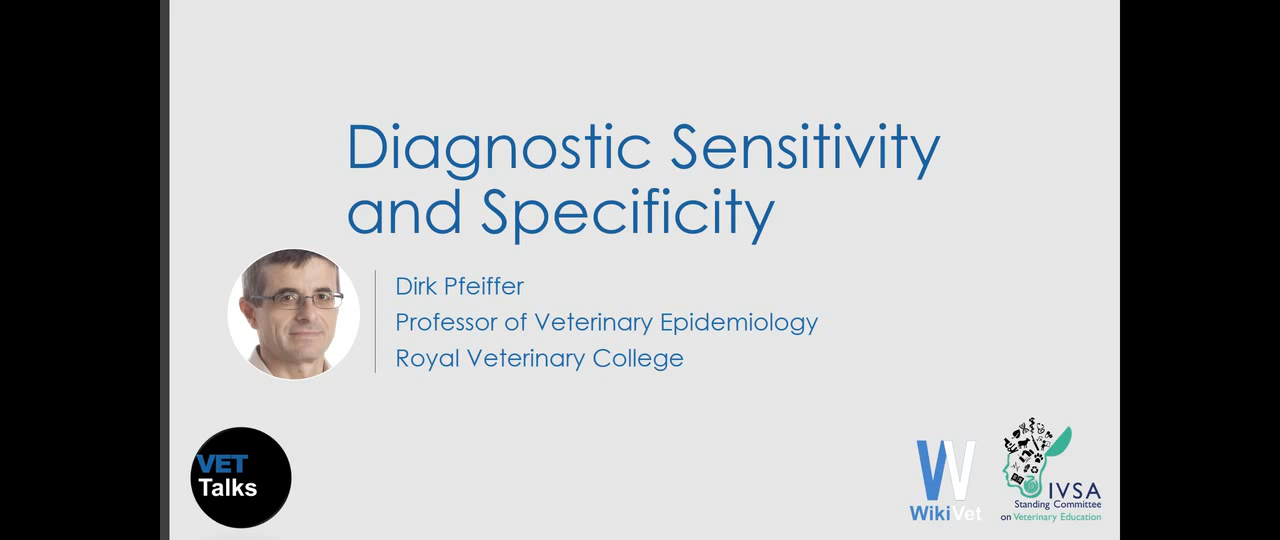 Diagnostic Sensitivity
and Specificity
Dirk Pfeiffer
Professor of Veterinary Epidemiology
Royal Veterinary College
VET
Talks
W
WikiVet
IVSA
Standing Committee
on Veterinary Education